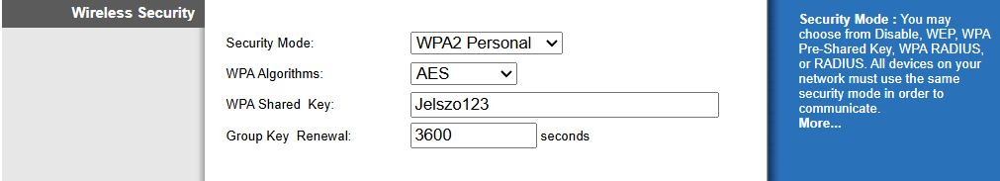 Wireless Security
Security Mode: WPA2 Personal
WPA Algorithms: AES
WPA Shared Key: Jelszo123
Group Key Renewal: 3600 seconds
Security Mode : You may
choose from Disable, WEP, WPA
Pre-Shared Key, WPA RADIUS,
or RADIUS. All devices on your
network must use the same
security mode in order to
communicate.
More...